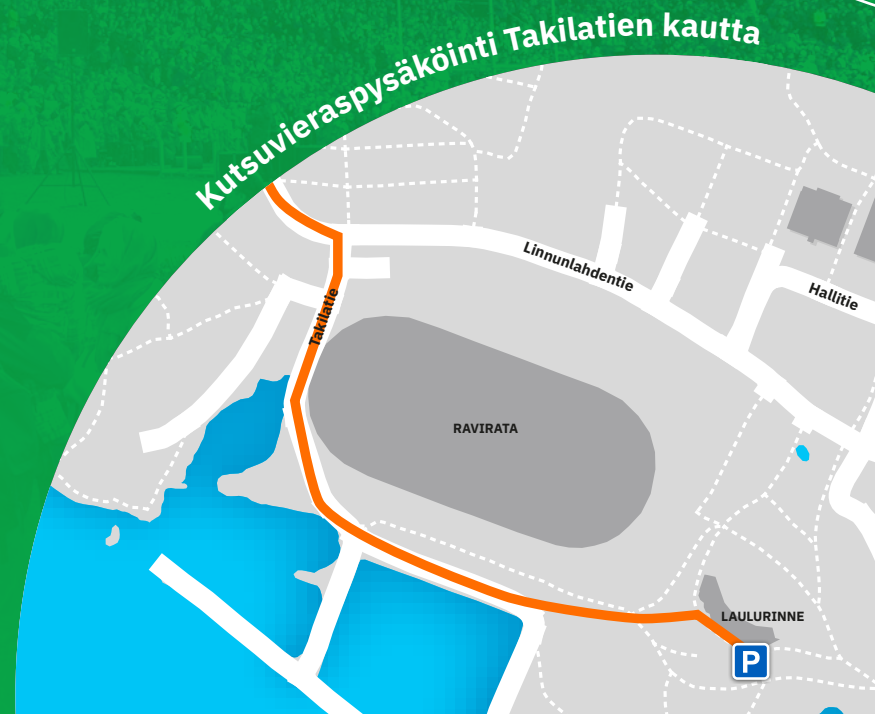 Kutsuvieraspysäköinti Takilatien kautta
Linnunlahdentie
Hallitie
Takilatie
RAVIRATA
LAULURINNE
P